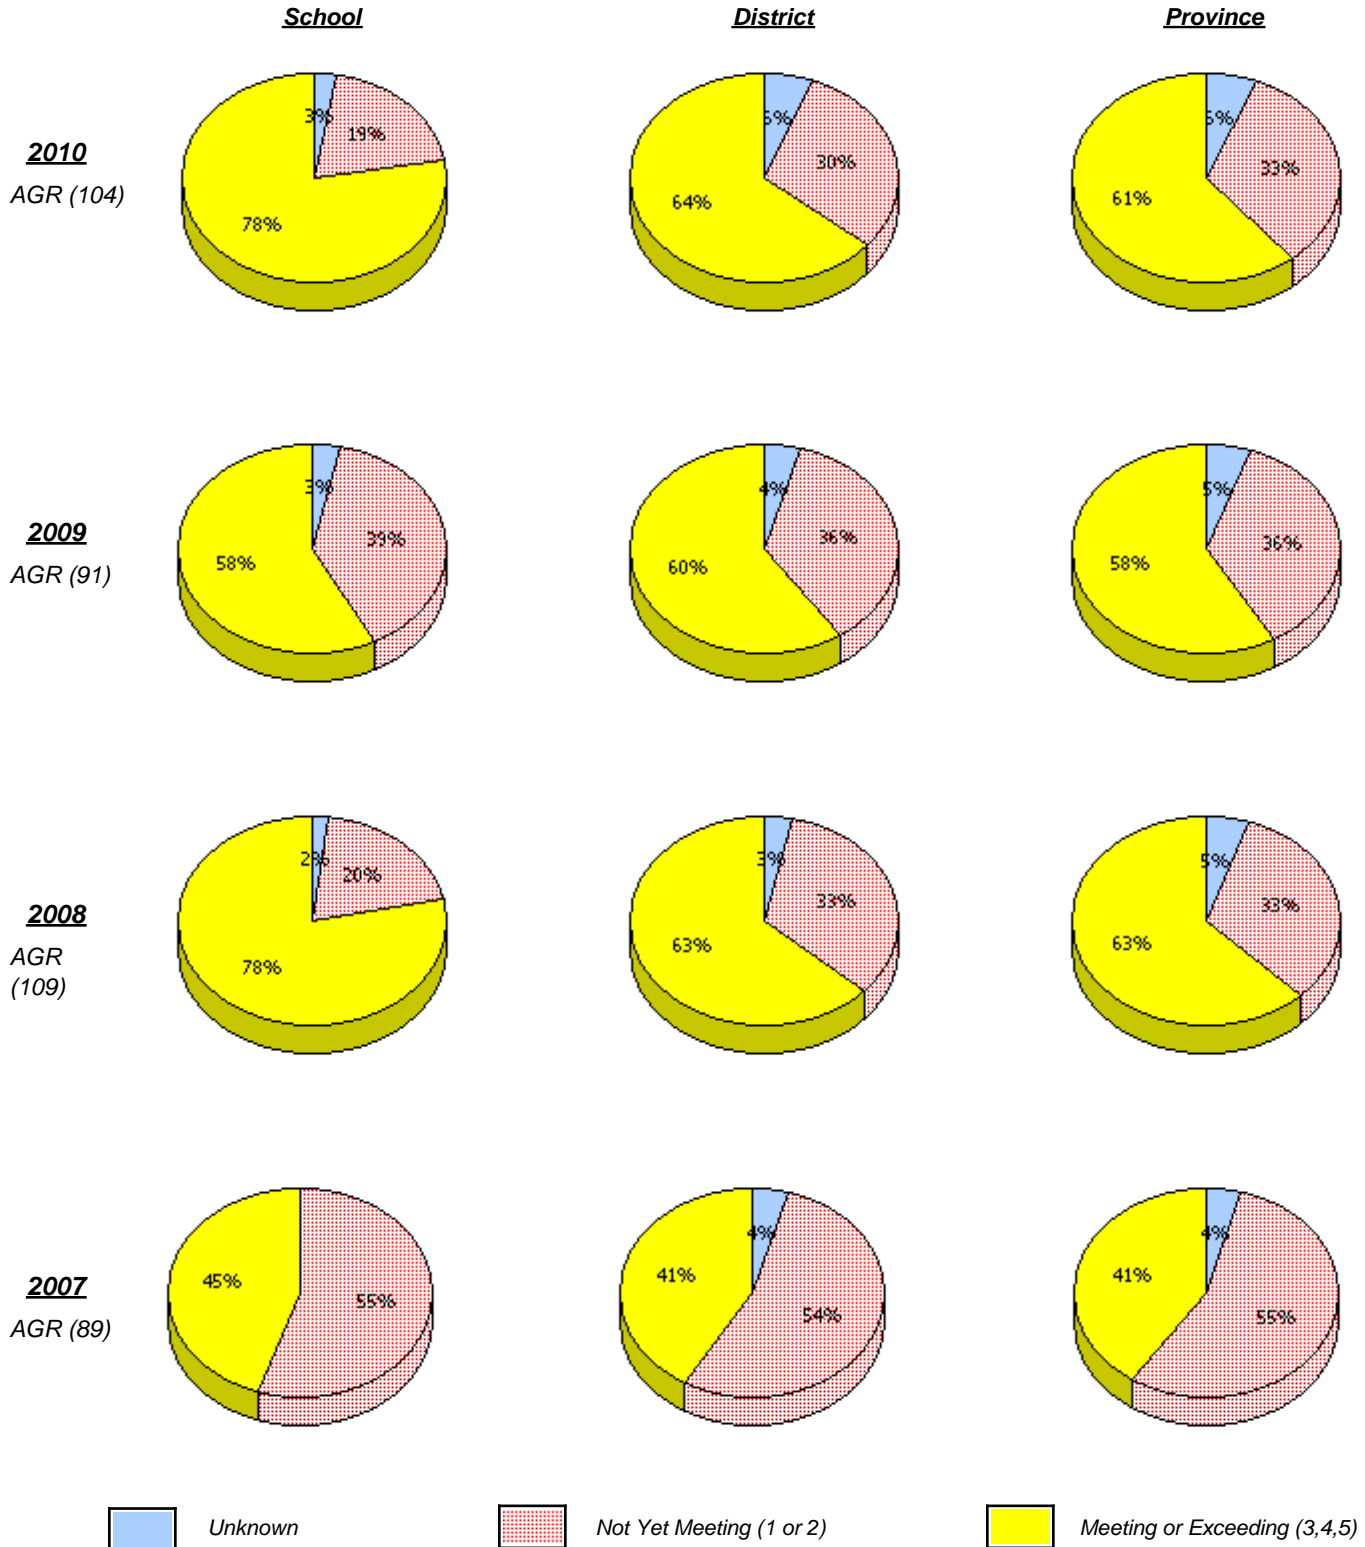 School District Province
2010
AGR (104)
3% 19% 78%
6% 30% 64%
6% 33% 61%
2009
AGR (91)
3% 39% 58%
4% 36% 60%
5% 36% 58%
2008
AGR
(109)
2% 20% 78%
3% 33% 63%
5% 33% 63%
2007
AGR (89)
45% 55%
4% 41% 54%
4% 41% 55%
Unknown Not Yet Meeting (1 or 2) Meeting or Exceeding (3,4,5)